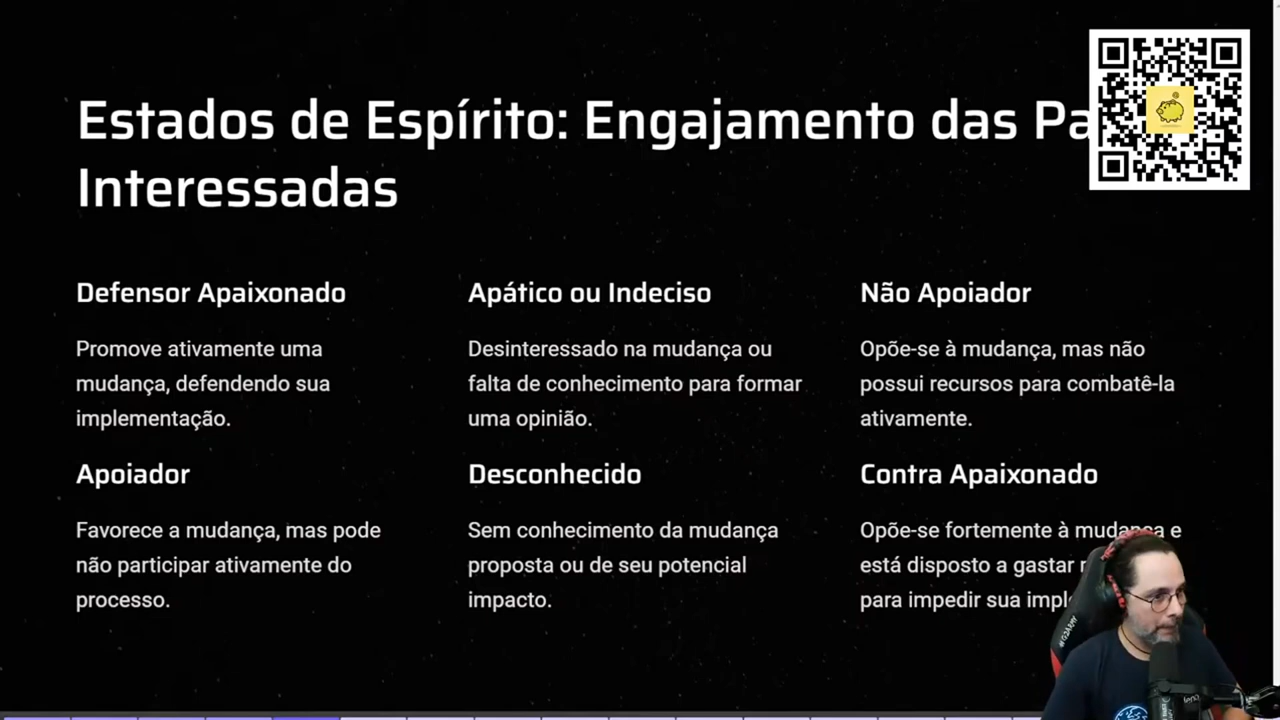 Estados de Espírito: Engajamento das
Interessadas
Defensor Apaixonado
Promove ativamente uma
mudança, defendendo sua
implementação.
Apático ou Indeciso
Desinteressado na mudança ou
falta de conhecimento para formar
uma opinião.
Não Apoiador
Opõe-se à mudança, mas não
possui recursos para combatê-la
ativamente.
Apoiador
Favorece a mudança, mas pode
não participar ativamente do
processo.
Desconhecido
Sem conhecimento da mudança
proposta ou de seu potencial
impacto.
Contra Apaixonado
Opõe-se fortemente à mudança e
está disposto a gastar
para impedir sua